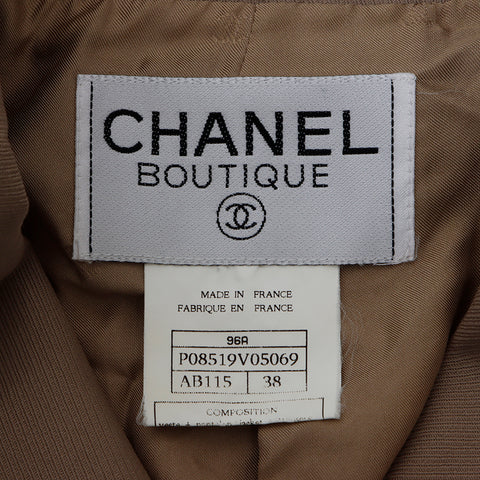 CHANEL
BOUTIQUE
MADE IN FRANCE
FABRIQUE EN FRANCE
96A
P08519V05069
AB115 38
COMPOSITION